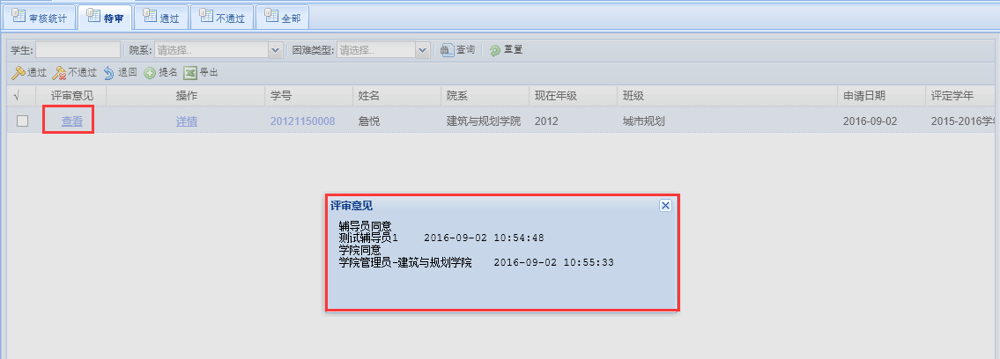 审核统计 待审 通过 不通过 全部
学生: 院系: 请选择.. 困难类型: 请选择.. 查询 重置
通过 不通过 退回 提名 导出
√ 评审意见 操作 学号 姓名 院系 现在年级 班级 申请日期 评定学年
查看 详情 20121150008 詹悦 建筑与规划学院 2012 城市规划 2016-09-02 2015-2016学年
评审意见
辅导员同意
测试辅导员1 2016-09-02 10:54:48
学院同意
学院管理员-建筑与规划学院 2016-09-02 10:55:33